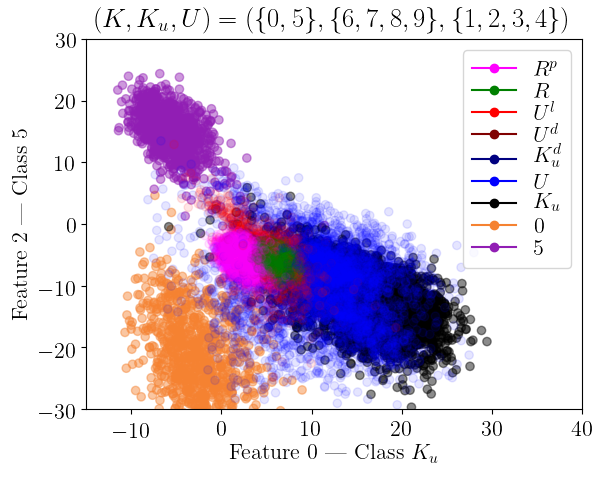 (K, K_u, U) = ({0, 5}, {6, 7, 8, 9}, {1, 2, 3, 4})
30
20
10
0
−10
−20
−30
Feature 2 — Class 5
R^p
R
U^l
U^d
K_u^d
U
K_u
0
5
−10
0
10
20
30
40
Feature 0 — Class K_u